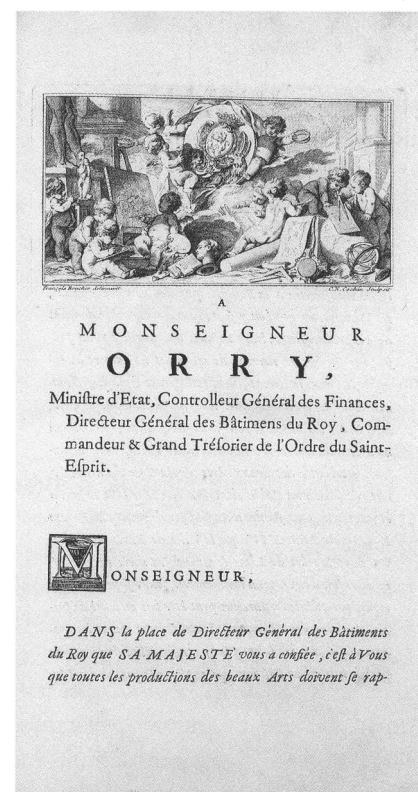 François Boucher delineavit
C.N. Cochin Sculpsit
A
MONSEIGNEUR
ORRY,
Miniſtre d'Etat, Controlleur Général des Finances,
Directeur Général des Bâtimens du Roy, Com-
mandeur & Grand Tréſorier de l'Ordre du Saint-
Eſprit.
MONSEIGNEUR,
DANS la place de Directeur Général des Bâtiments
du Roy que SA MAJESTÉ vous a confiée, c'eſt à Vous
que toutes les productions des beaux Arts doivent ſe rap-